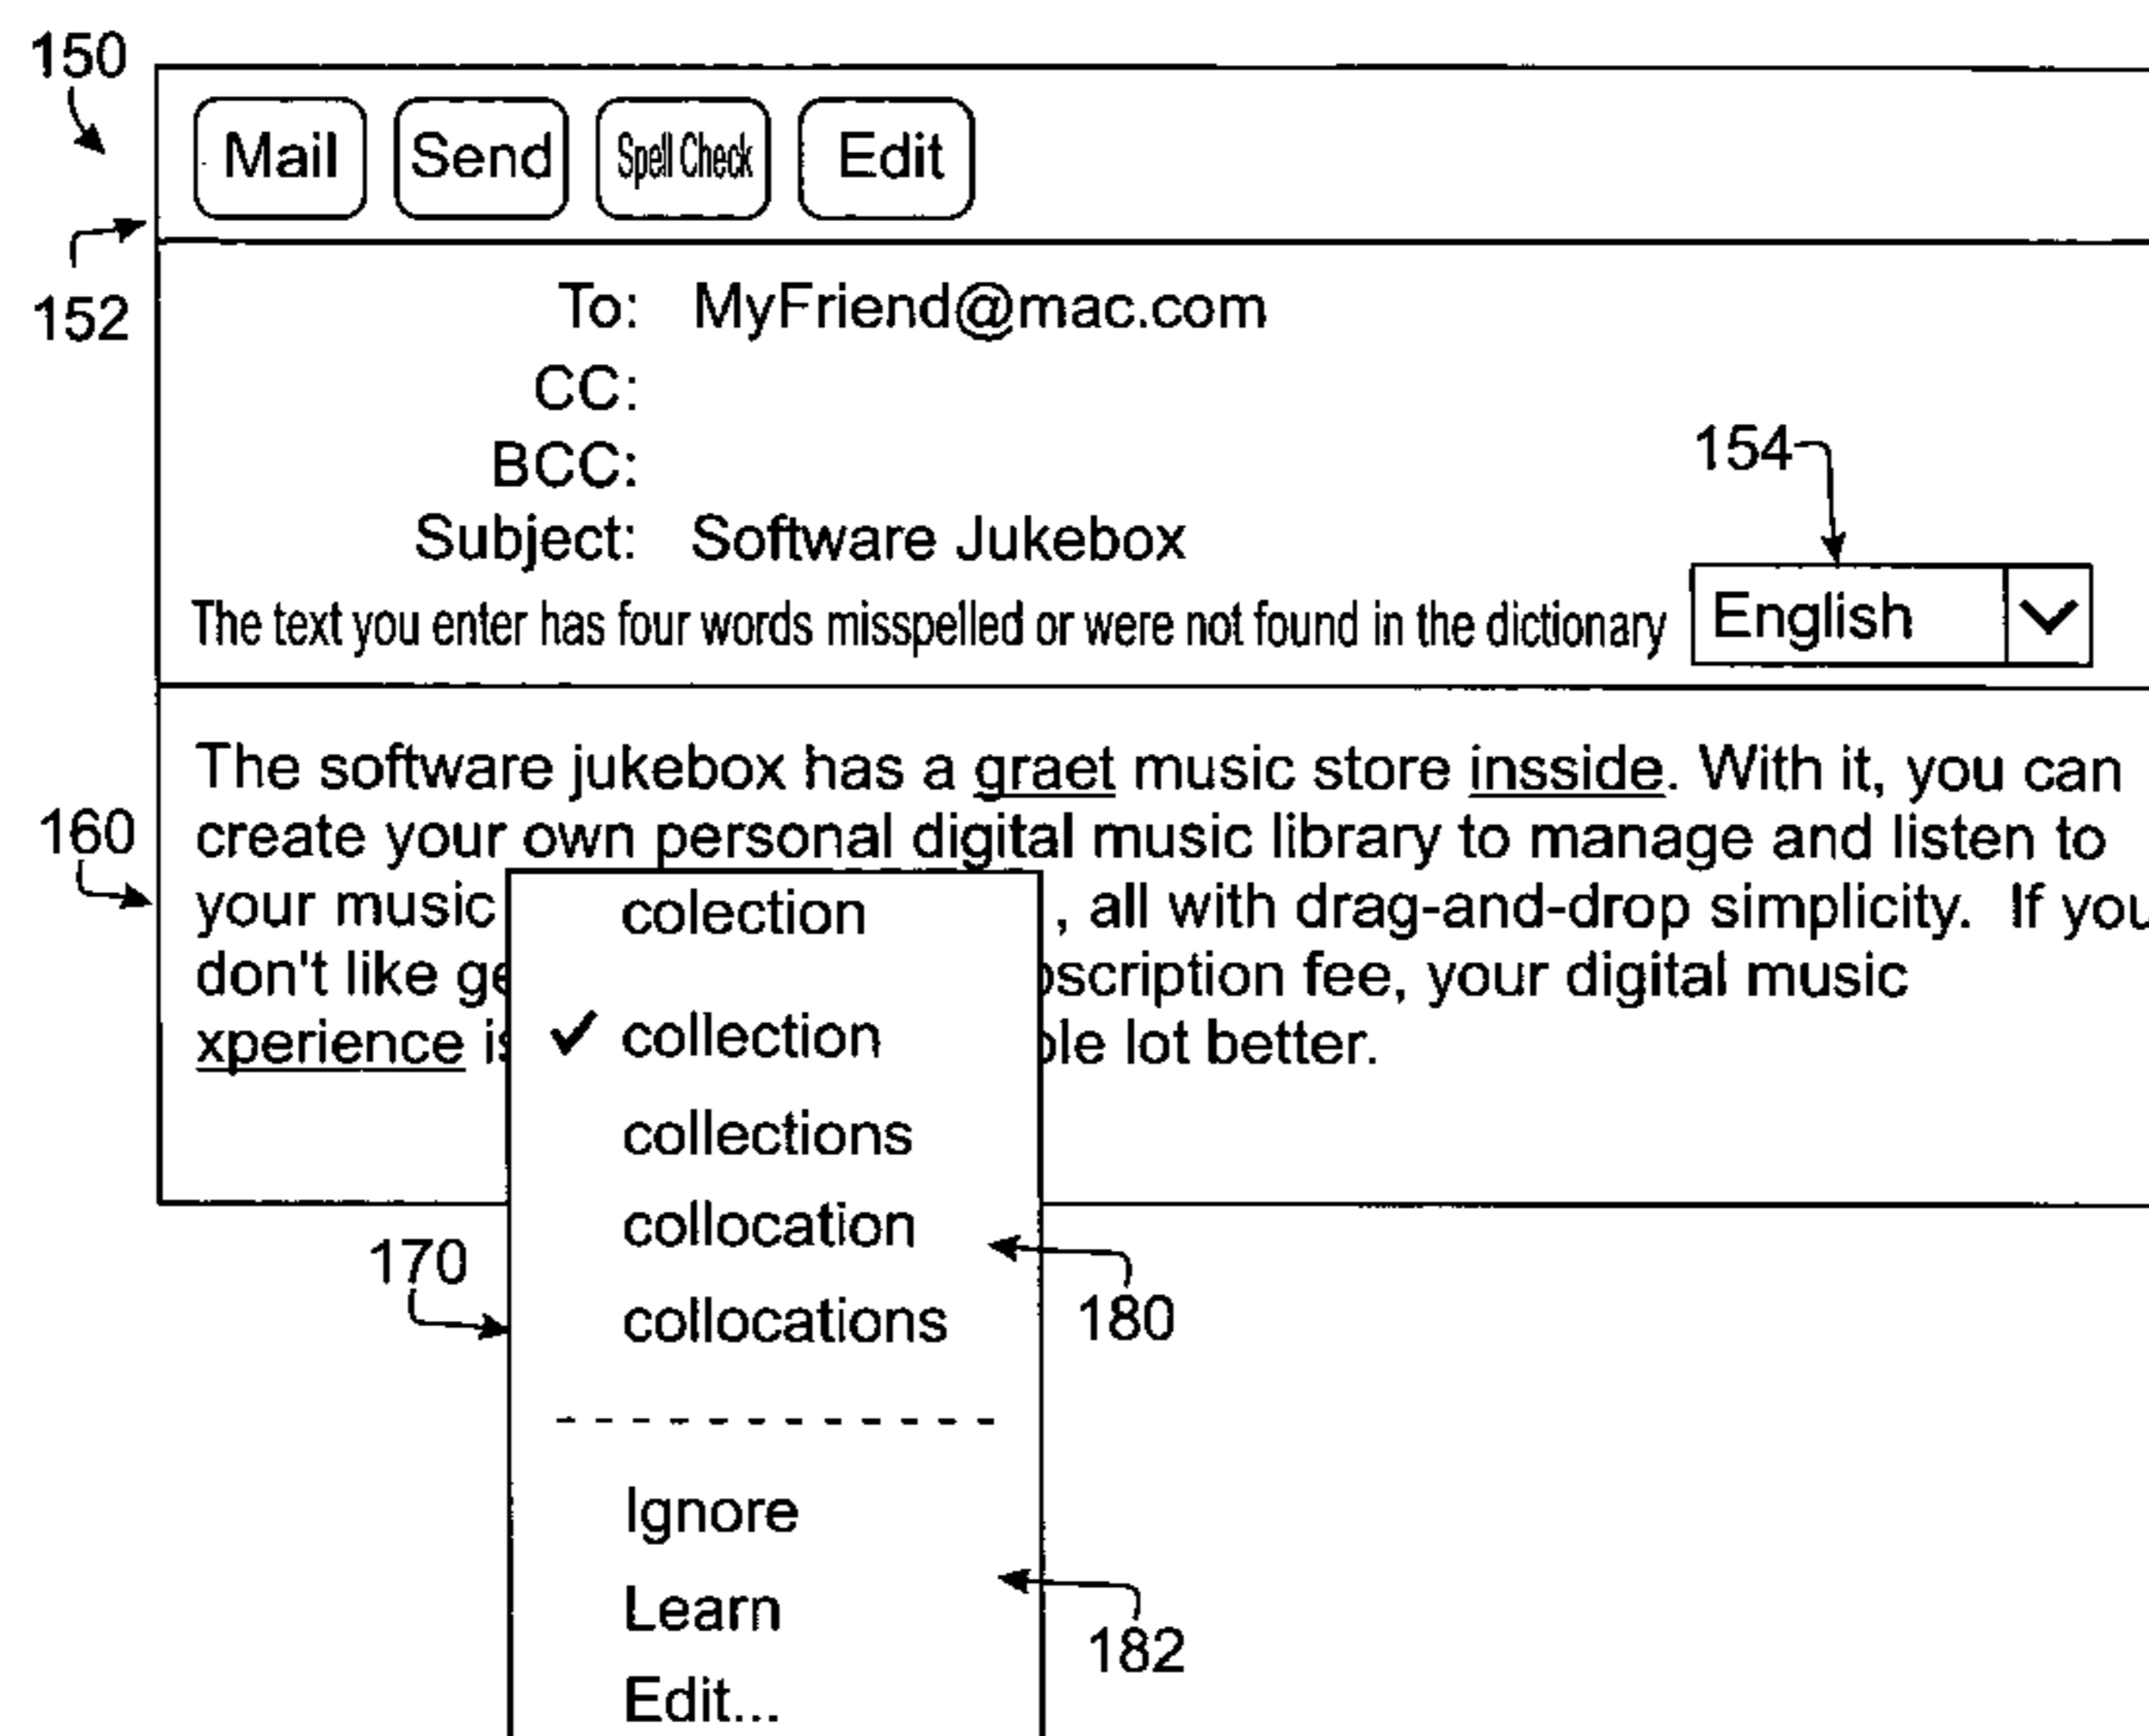 150
Mail Send Spell Check Edit
152
To: MyFriend@mac.com
CC:
BCC:
154
Subject: Software Jukebox
The text you enter has four words misspelled or were not found in the dictionary English
The software jukebox has a graet music store insside. With it, you can
160
create your own personal digital music library to manage and listen to
your music , all with drag-and-drop simplicity. If you
don't like ge bscription fee, your digital music
xperience is ole lot better.
colection
✓ collection
collections
collocation
180
170
collocations
Ignore
Learn
182
Edit...